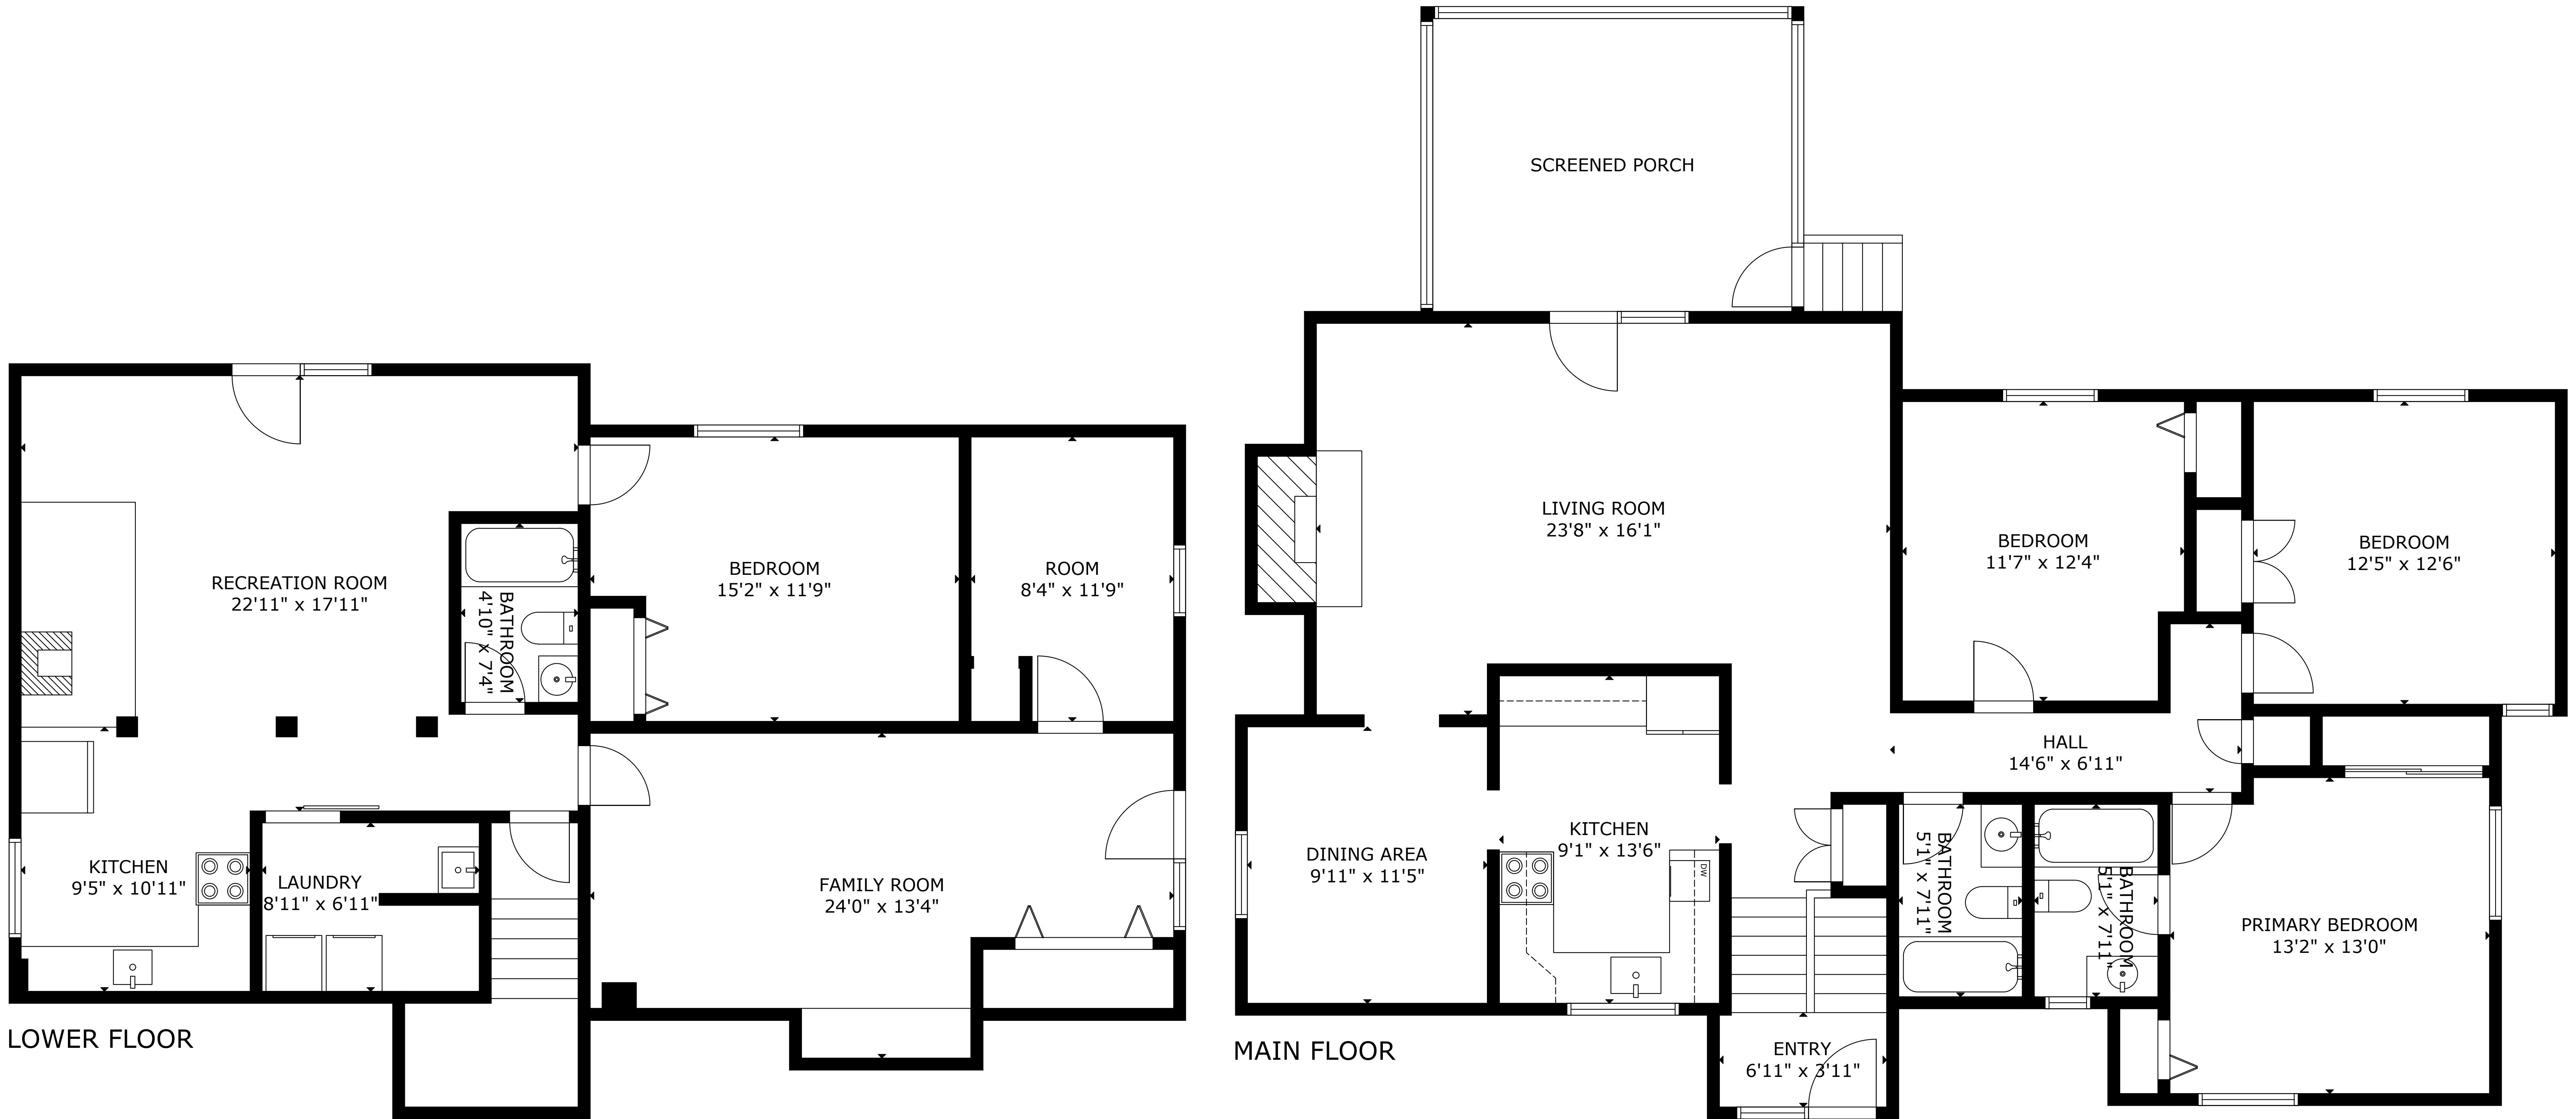 SCREENED PORCH
RECREATION ROOM
22'11" x 17'11"
BATHROOM
4'10" x 7'4"
BEDROOM
15'2" x 11'9"
ROOM
8'4" x 11'9"
KITCHEN
9'5" x 10'11"
LAUNDRY
8'11" x 6'11"
FAMILY ROOM
24'0" x 13'4"
LOWER FLOOR
LIVING ROOM
23'8" x 16'1"
BEDROOM
11'7" x 12'4"
BEDROOM
12'5" x 12'6"
HALL
14'6" x 6'11"
DINING AREA
9'11" x 11'5"
KITCHEN
9'1" x 13'6"
DW
BATHROOM
5'1" x 7'11"
BATHROOM
5'1" x 7'11"
PRIMARY BEDROOM
13'2" x 13'0"
ENTRY
6'11" x 3'11"
MAIN FLOOR